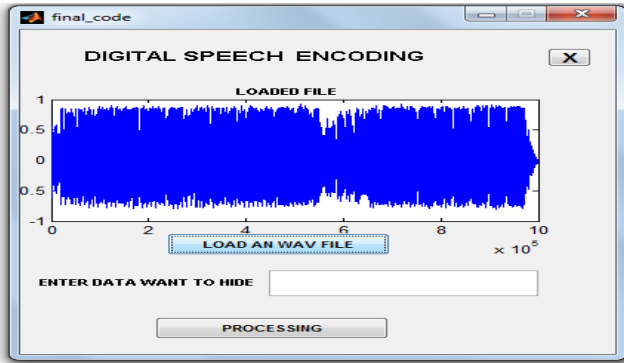 final_code
DIGITAL SPEECH ENCODING
X
LOADED FILE
1
0.5
0
0.5
-1
0 2 4 6 8 10
x 10^5
LOAD AN WAV FILE
ENTER DATA WANT TO HIDE
PROCESSING